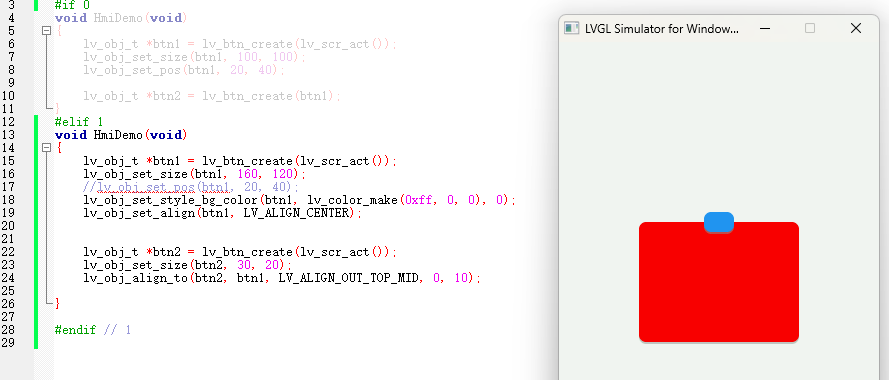 3 #if 0
4 void HmiDemo(void)
5 {
6 lv_obj_t *btn1 = lv_btn_create(lv_scr_act());
7 lv_obj_set_size(btn1, 100, 100);
8 lv_obj_set_pos(btn1, 20, 40);
9
10 lv_obj_t *btn2 = lv_btn_create(btn1);
11 }
12 #elif 1
13 void HmiDemo(void)
14 {
15 lv_obj_t *btn1 = lv_btn_create(lv_scr_act());
16 lv_obj_set_size(btn1, 160, 120);
17 //lv_obj_set_pos(btn1, 20, 40);
18 lv_obj_set_style_bg_color(btn1, lv_color_make(0xff, 0, 0), 0);
19 lv_obj_set_align(btn1, LV_ALIGN_CENTER);
20
21
22 lv_obj_t *btn2 = lv_btn_create(lv_scr_act());
23 lv_obj_set_size(btn2, 30, 20);
24 lv_obj_align_to(btn2, btn1, LV_ALIGN_OUT_TOP_MID, 0, 10);
25
26 }
27
28 #endif // 1
29
LVGL Simulator for Window...